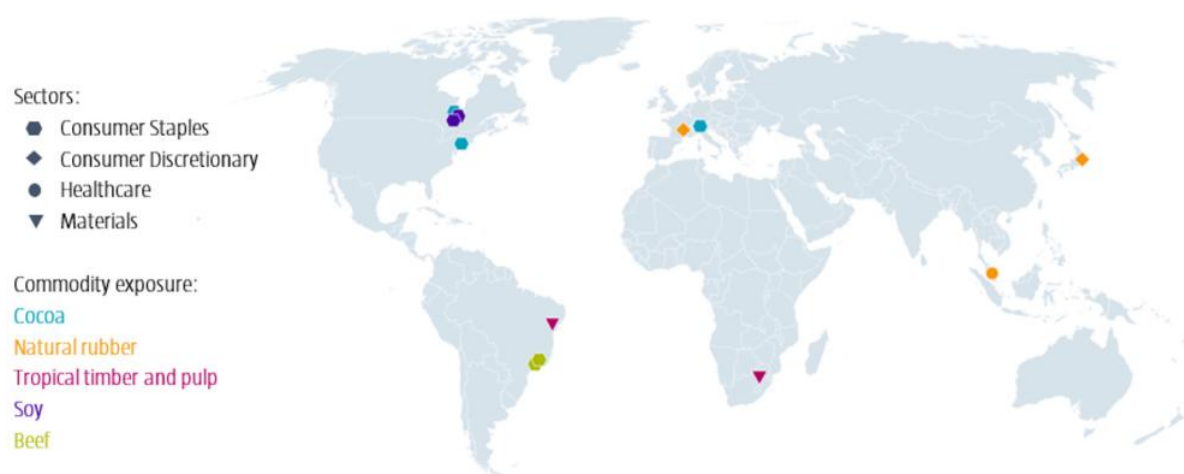 Sectors:
Consumer Staples
Consumer Discretionary
Healthcare
Materials
Commodity exposure:
Cocoa
Natural rubber
Tropical timber and pulp
Soy
Beef